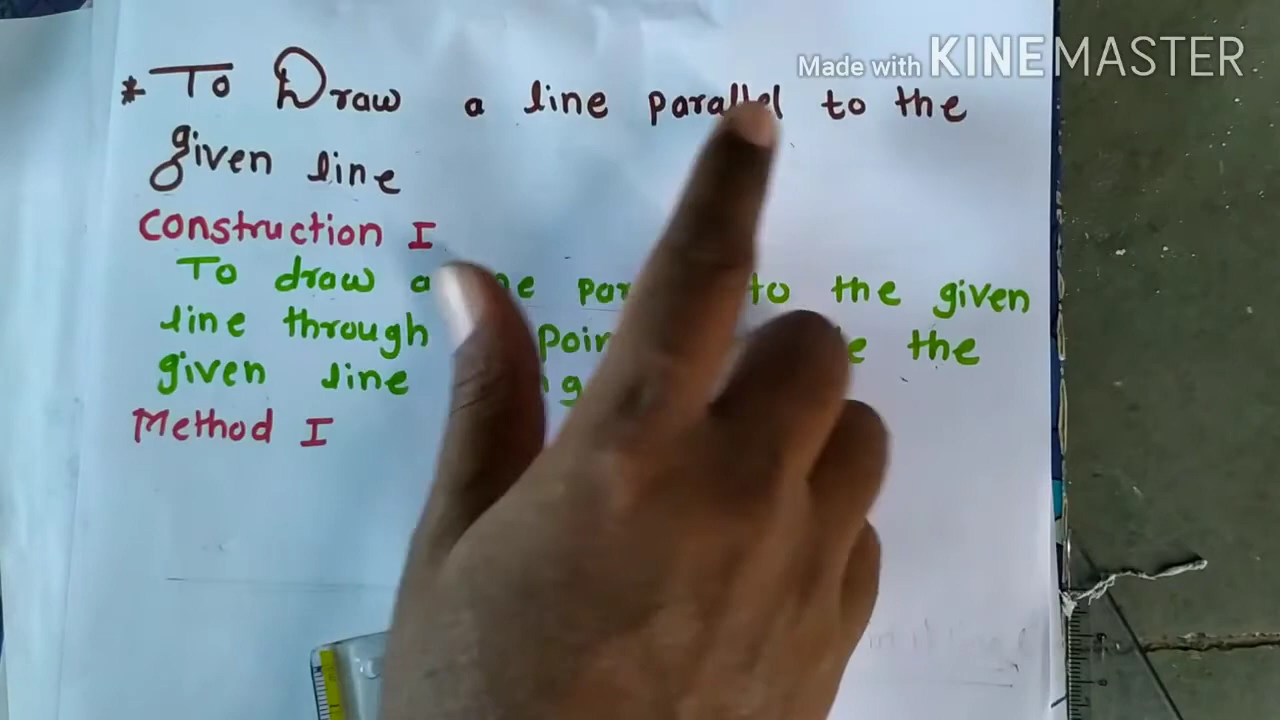 Made with KINEMASTER
* To Draw a line parallel to the
given line
Construction I
To draw a to the given
line through the
given line
Method I